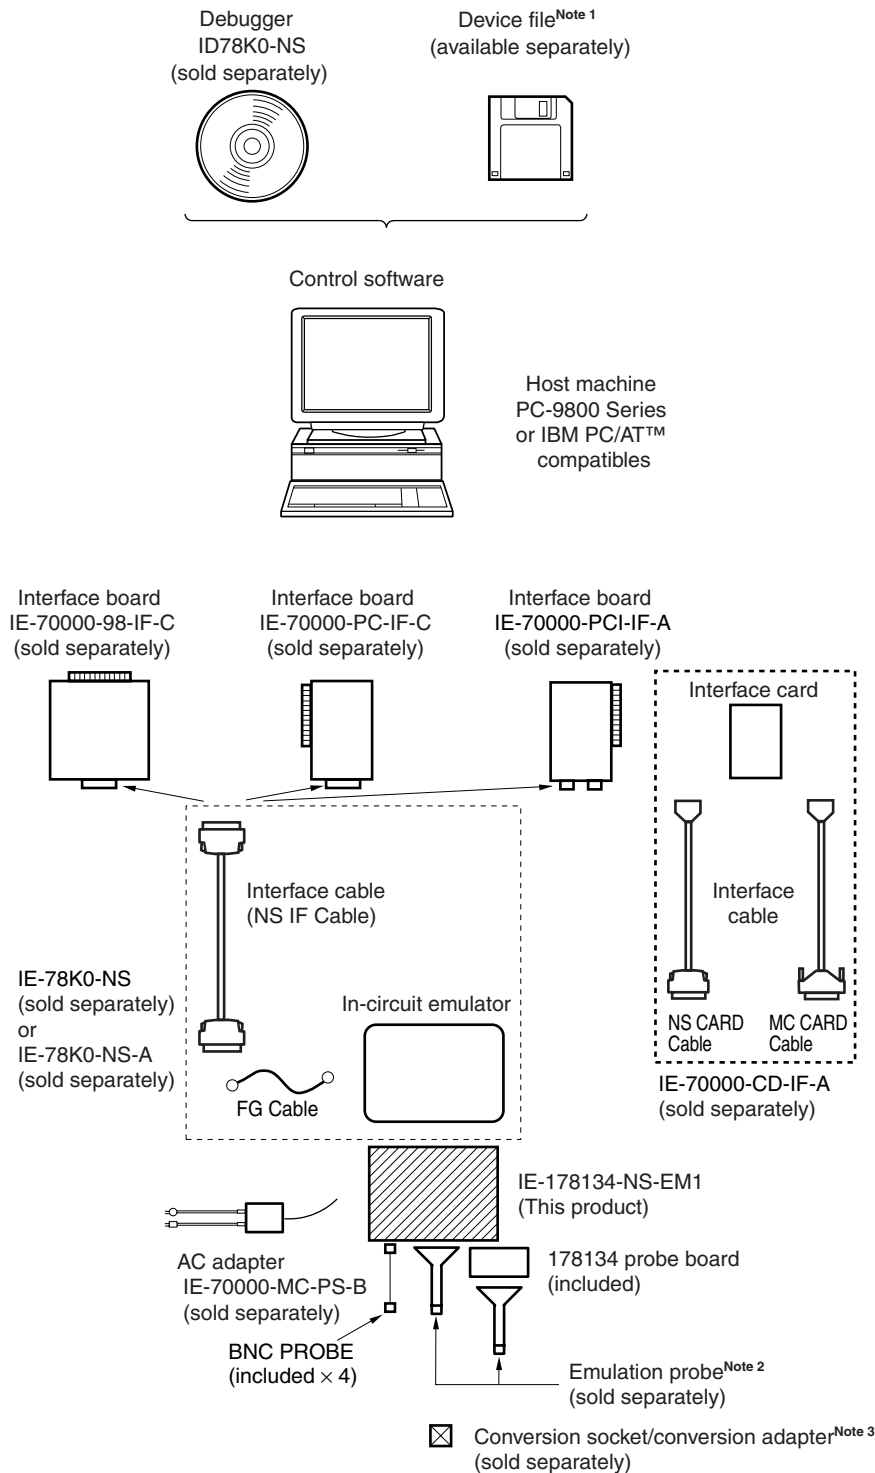 Debugger
ID78K0-NS
(sold separately)
Device file Note 1
(available separately)
Control software
Host machine
PC-9800 Series
or IBM PC/AT™
compatibles
Interface board
IE-70000-98-IF-C
(sold separately)
Interface board
IE-70000-PC-IF-C
(sold separately)
Interface board
IE-70000-PCI-IF-A
(sold separately)
Interface card
Interface
cable
NS CARD
Cable
MC CARD
Cable
IE-70000-CD-IF-A
(sold separately)
Interface cable
(NS IF Cable)
IE-78K0-NS
(sold separately)
or
IE-78K0-NS-A
(sold separately)
In-circuit emulator
FG Cable
IE-178134-NS-EM1
(This product)
AC adapter
IE-70000-MC-PS-B
(sold separately)
178134 probe board
(included)
BNC PROBE
(included × 4)
Emulation probe Note 2
(sold separately)
Conversion socket/conversion adapter Note 3
(sold separately)